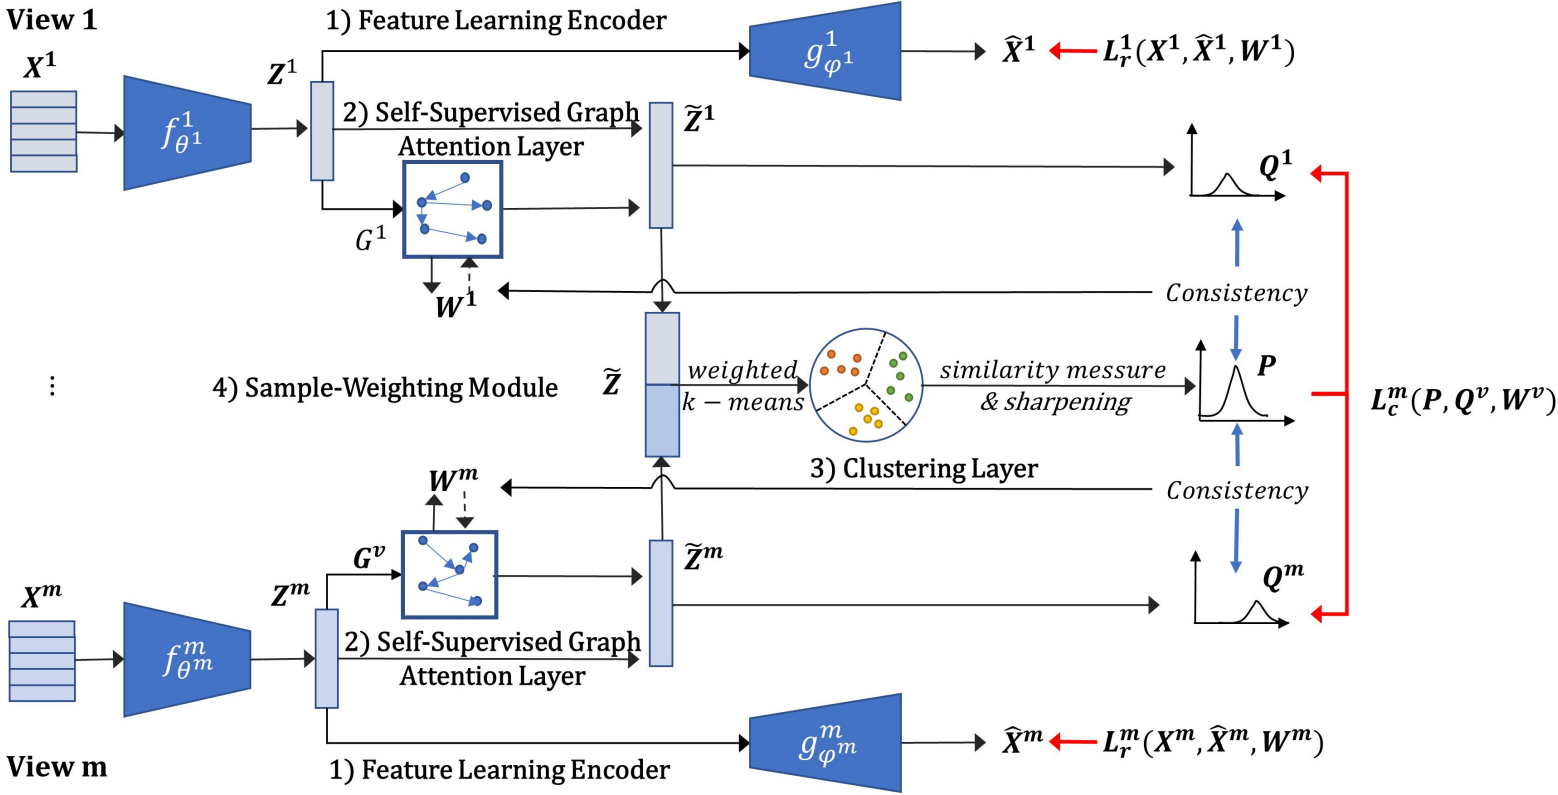 View 1
1) Feature Learning Encoder
X^1
Z^1
f^1_{θ^1}
g^1_{φ^1}
X̂^1
L^1_r(X^1, X̂^1, W^1)
2) Self-Supervised Graph
Attention Layer
Z̃^1
Q^1
G^1
W^1
Consistency
⋮
4) Sample-Weighting Module
Z̃
weighted
k − means
similarity messure
& sharpening
P
L^m_c(P, Q^v, W^v)
3) Clustering Layer
W^m
Consistency
G^v
Z̃^m
Q^m
X^m
Z^m
f^m_{θ^m}
2) Self-Supervised Graph
Attention Layer
g^m_{φ^m}
X̂^m
L^m_r(X^m, X̂^m, W^m)
View m
1) Feature Learning Encoder